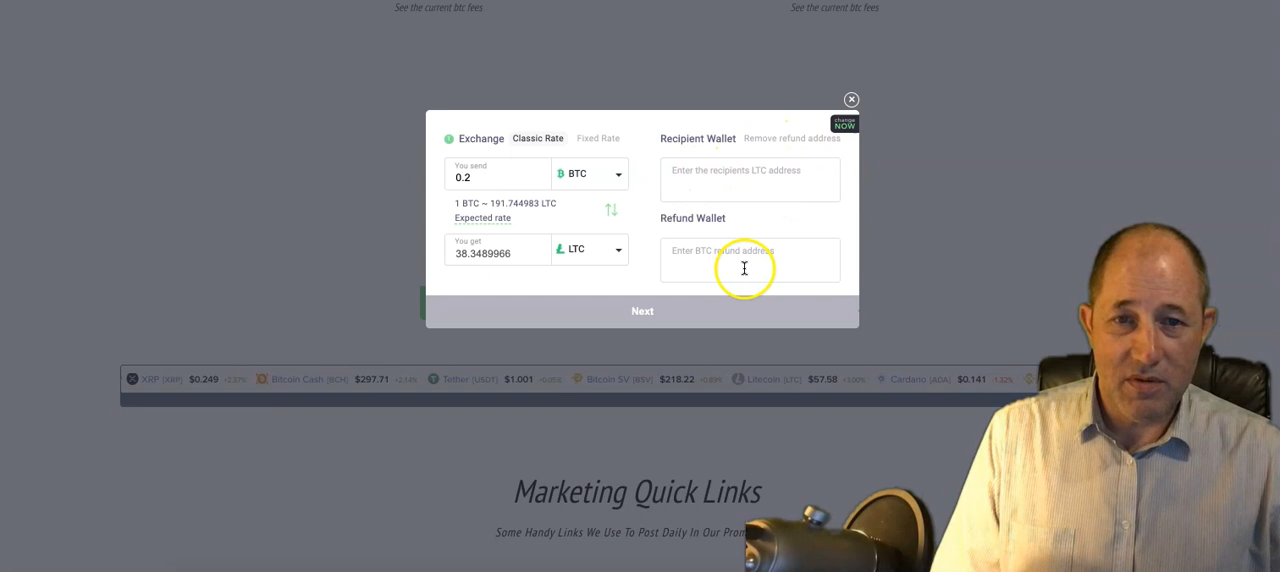 See the current btc fees
See the current btc fees
change
NOW
Exchange Classic Rate Fixed Rate
You send
0.2
BTC
1 BTC ~ 191.744983 LTC
Expected rate
You get
38.3489966
LTC
Recipient Wallet Remove refund address
Enter the recipients LTC address
Refund Wallet
Enter BTC refund address
Next
XRP (XRP) $0.249 Bitcoin Cash (BCH) $297.71 Tether (USDT) $1.001 Bitcoin SV (BSV) $218.22 Litecoin (LTC) $57.58 Cardano (ADA) $0.141 -1.32%
Marketing Quick Links
Some Handy Links We Use To Post Daily In Our